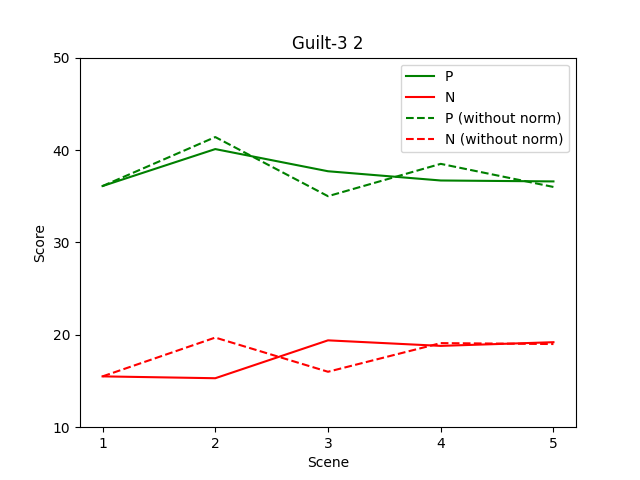 Guilt-3 2
50
40
30
20
10
Score
P
N
P (without norm)
N (without norm)
1 2 3 4 5
Scene